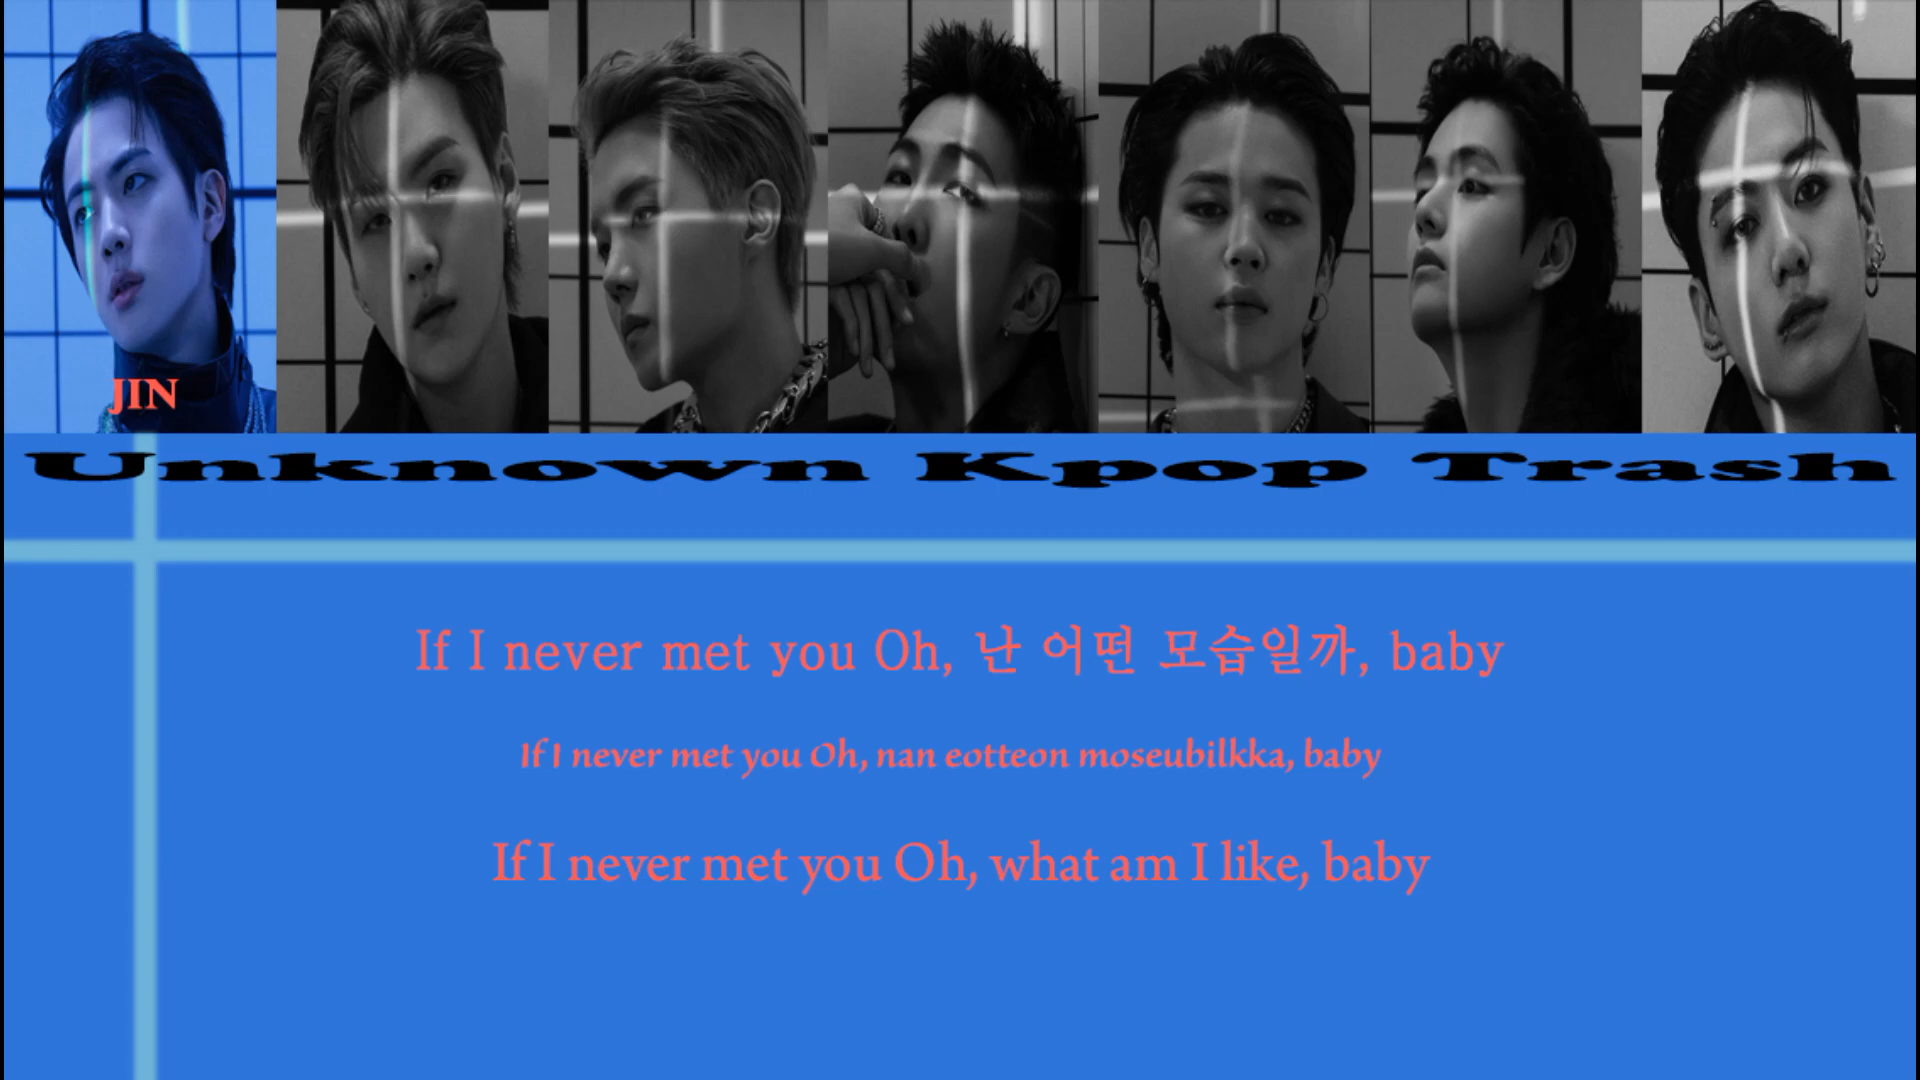 JIN
Unknown Kpop Trash
If I never met you Oh, 난 어떤 모습일까, baby
If I never met you Oh, nan eotteon moseubilkka, baby
If I never met you Oh, what am I like, baby